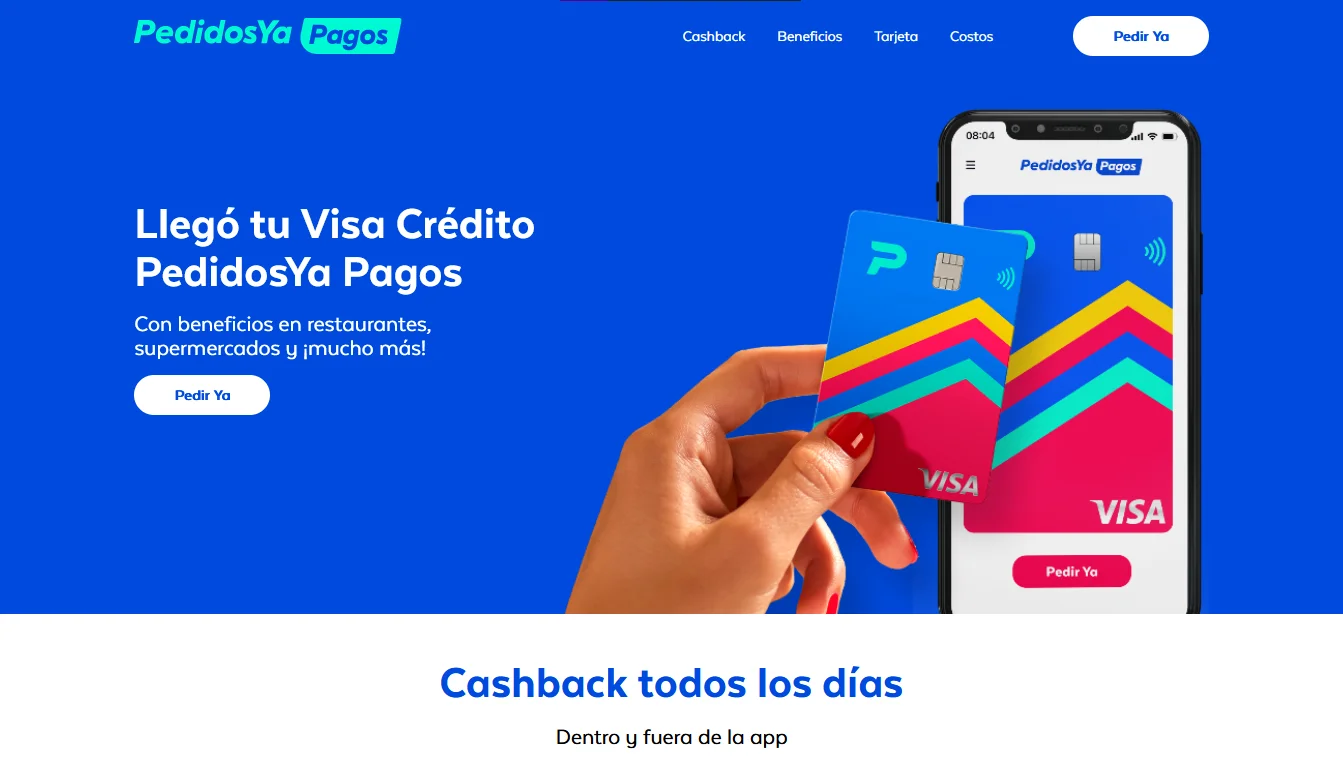 PedidosYa Pagos
Cashback
Beneficios
Tarjeta
Costos
Pedir Ya
Llegó tu Visa Crédito
PedidosYa Pagos
Con beneficios en restaurantes,
supermercados y ¡mucho más!
Pedir Ya
08:04
PedidosYa Pagos
VISA
VISA
Pedir Ya
Cashback todos los días
Dentro y fuera de la app